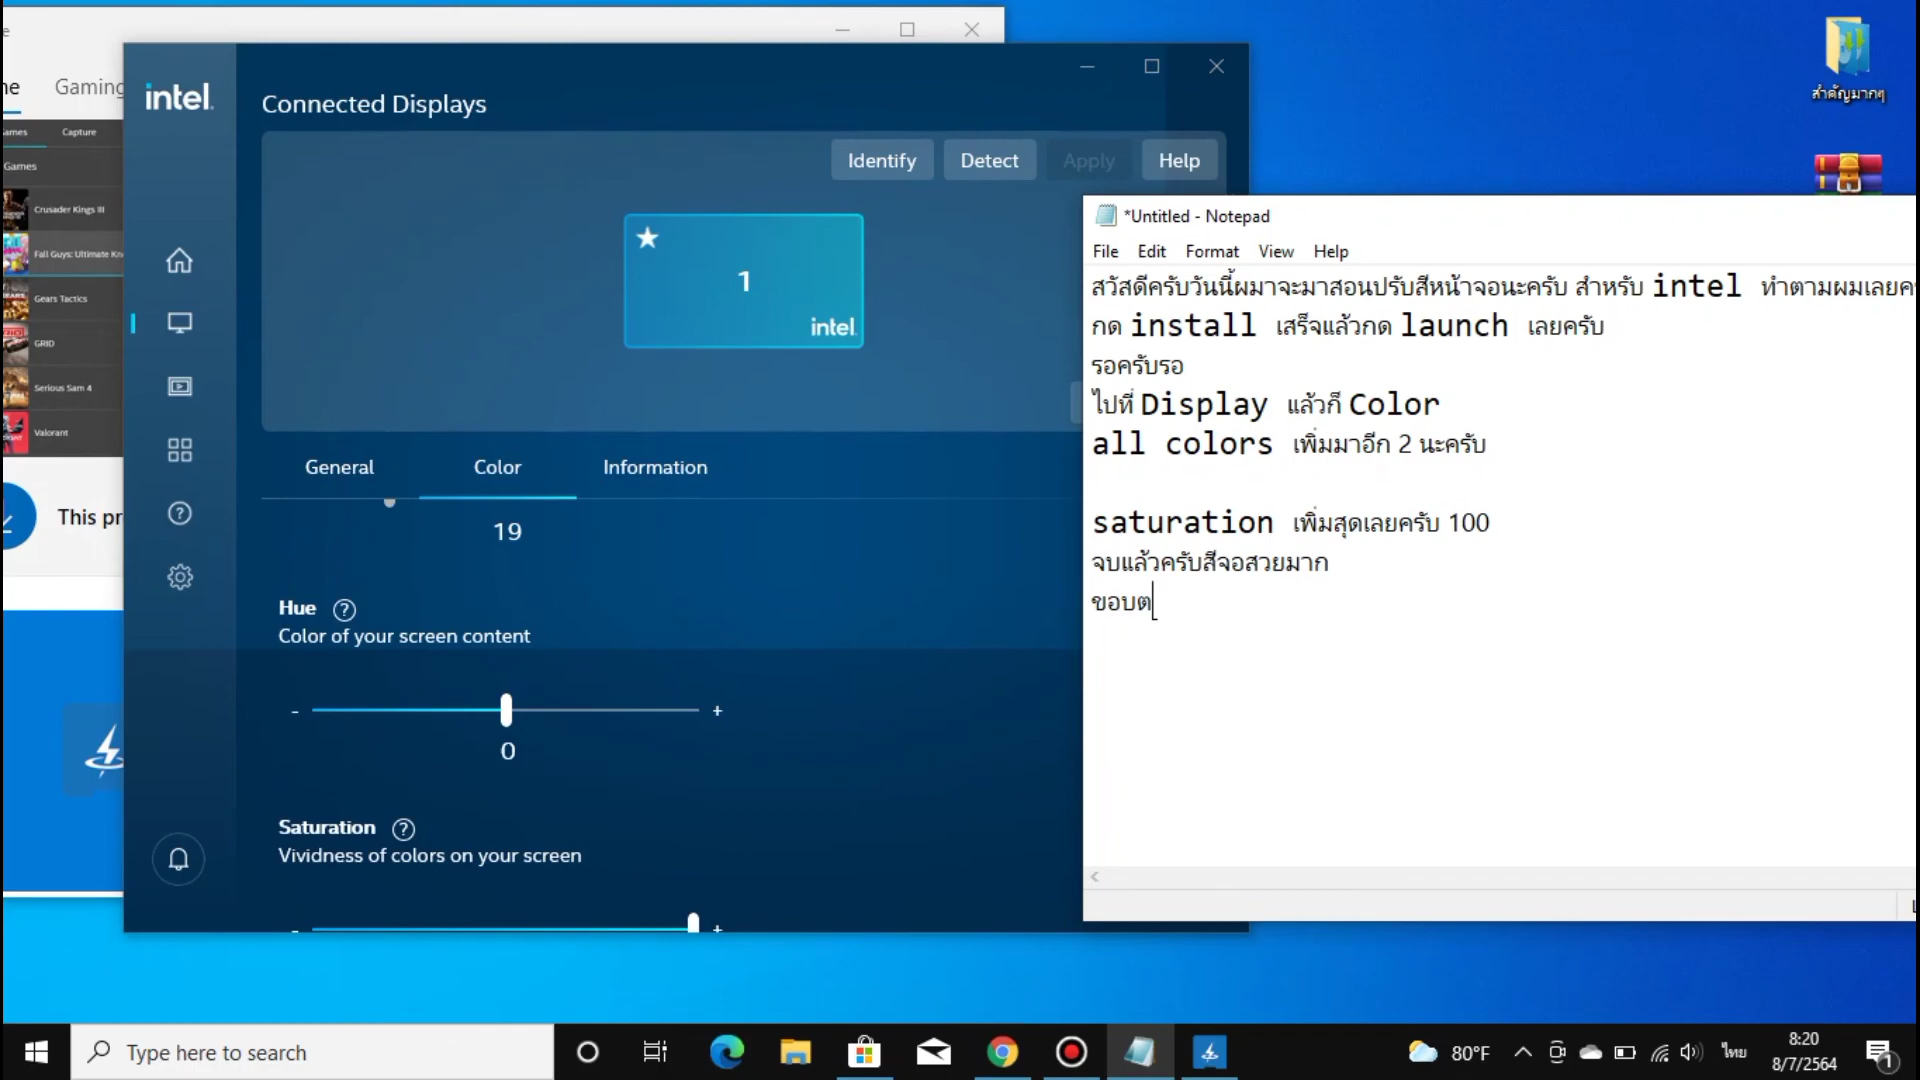 me
Gaming
Games
Capture
Games
Crusader Kings III
Fall Guys: Ultimate Kn
Gears Tactics
GRID
Serious Sam 4
Valorant
This pr
intel.
Connected Displays
Identify
Detect
Apply
Help
1
intel.
General
Color
Information
19
Hue ?
Color of your screen content
- +
0
Saturation ?
Vividness of colors on your screen
- +
*Untitled - Notepad
File Edit Format View Help
สวัสดีครับวันนี้ผมาจะมาสอนปรับสีหน้าจอนะครับ สำหรับ intel ทำตามผมเลยค
กด install เสร็จแล้วกด launch เลยครับ
รอครับรอ
ไปที่ Display แล้วก็ Color
all colors เพิ่มมาอีก 2 นะครับ
saturation เพิ่มสุดเลยครับ 100
จบแล้วครับสีจอสวยมาก
ขอบต
สำคัญมากๆ
Type here to search
80°F
ไทย
8:20
8/7/2564
1